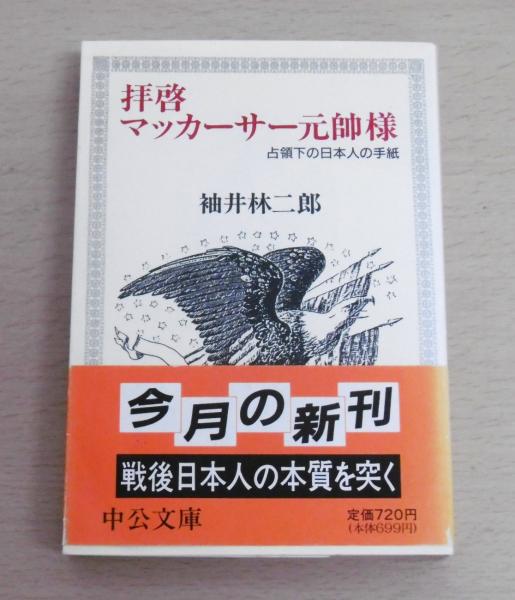 拝啓
マッカーサー元帥様
占領下の日本人の手紙
袖井林二郎
今月の新刊
戦後日本人の本質を突く
中公文庫
定価720円
(本体699円)